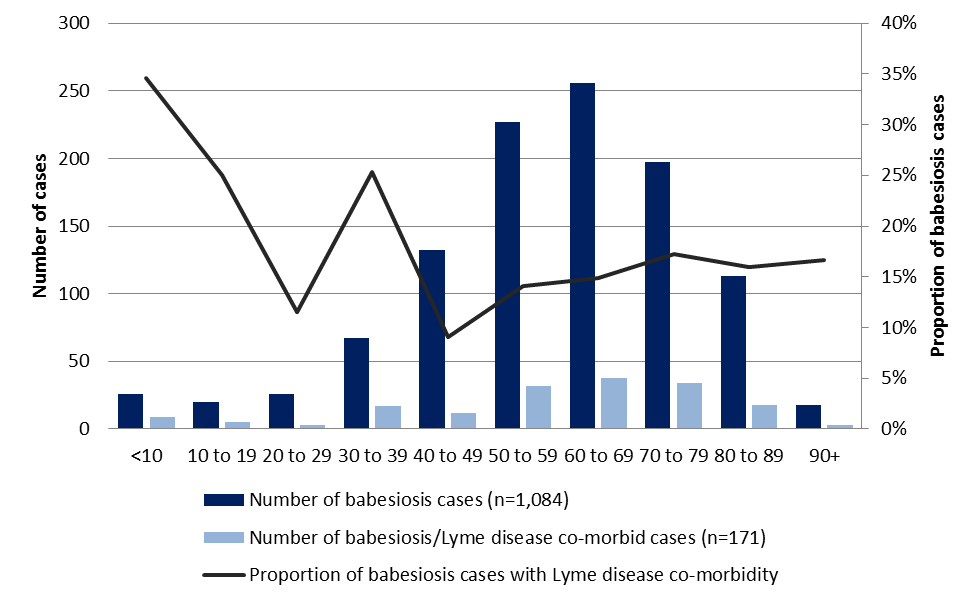 300
250
200
150
100
50
0
Number of cases
40%
35%
30%
25%
20%
15%
10%
5%
0%
Proportion of babesiosis cases
<10 10 to 19 20 to 29 30 to 39 40 to 49 50 to 59 60 to 69 70 to 79 80 to 89 90+
Number of babesiosis cases (n=1,084)
Number of babesiosis/Lyme disease co-morbid cases (n=171)
Proportion of babesiosis cases with Lyme disease co-morbidity